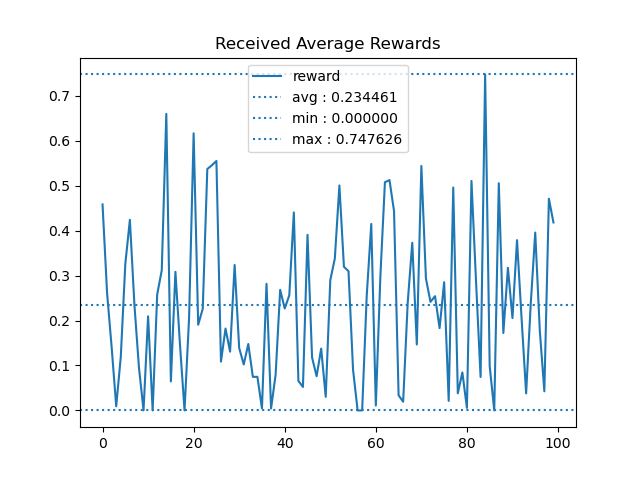 Received Average Rewards
reward
avg : 0.234461
min : 0.000000
max : 0.747626
0.7
0.6
0.5
0.4
0.3
0.2
0.1
0.0
0 20 40 60 80 100